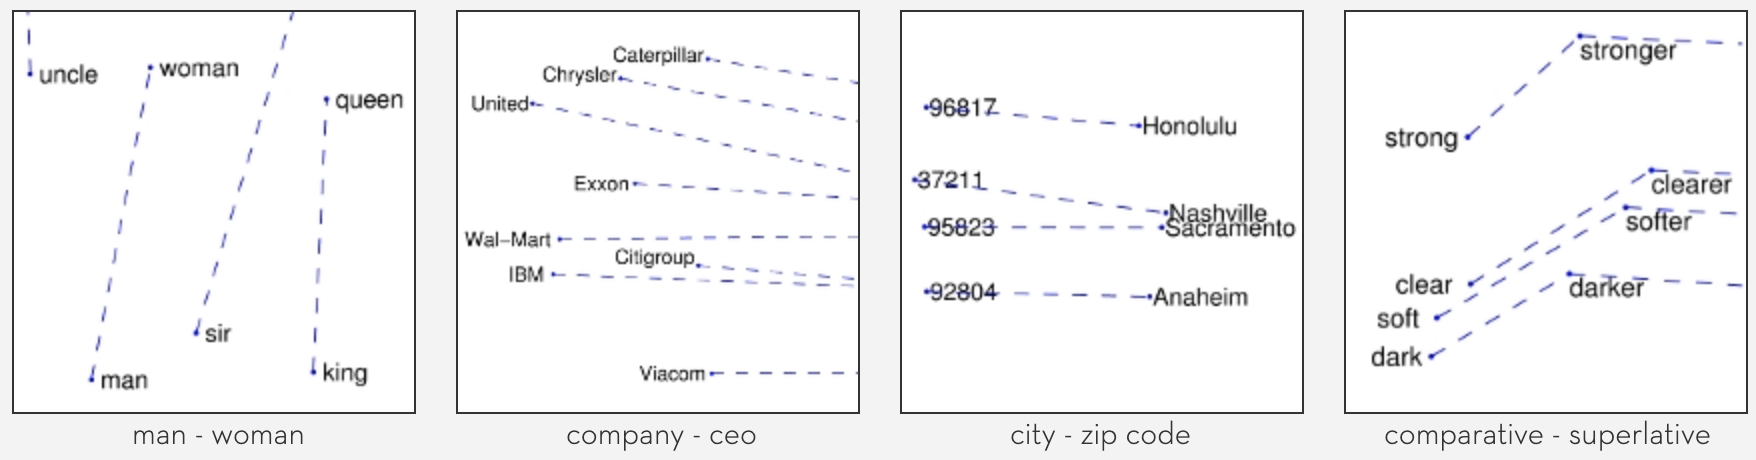 uncle
woman
queen
sir
man
king
man - woman
Caterpillar
Chrysler
United
Exxon
Wal-Mart
Citigroup
IBM
Viacom
company - ceo
96817
Honolulu
37211
Nashville
95823
Sacramento
92804
Anaheim
city - zip code
stronger
strong
clearer
softer
clear
darker
soft
dark
comparative - superlative